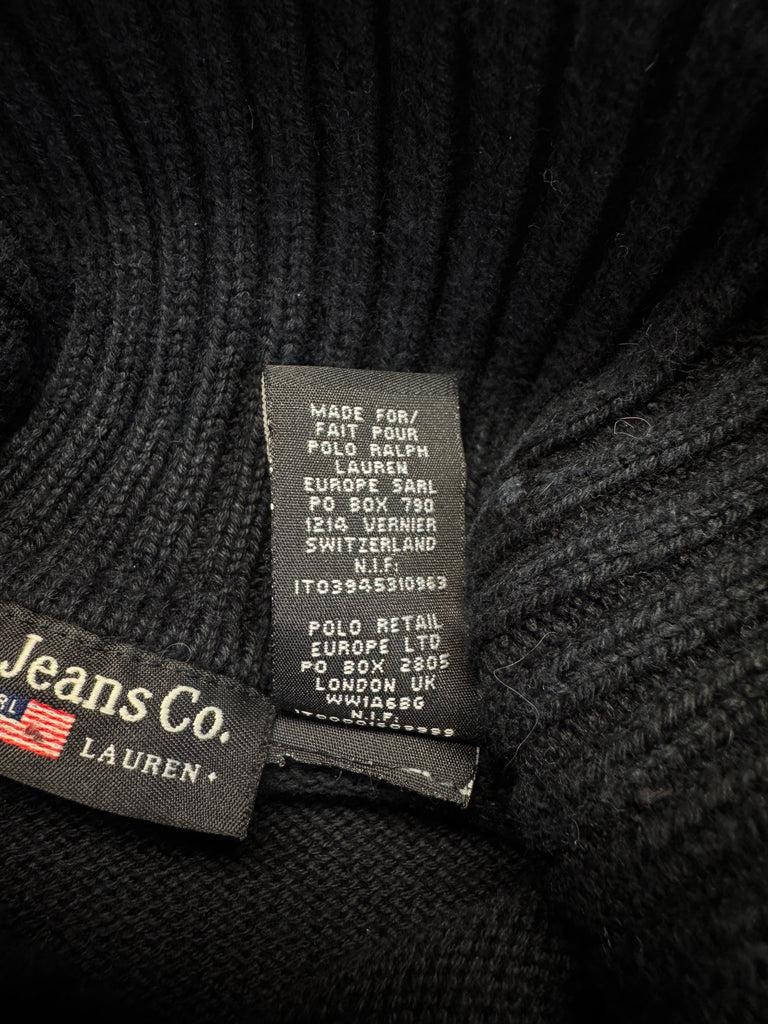 MADE FOR/
FAIT POUR
POLO RALPH
LAUREN
EUROPE SARL
PO BOX 790
1214 VERNIER
SWITZERLAND
N.I.F:
IT03945310963
POLO RETAIL
EUROPE LTD
PO BOX 2805
LONDON UK
WW1A6BG
N.I.F:
Jeans Co.
RL
LAUREN